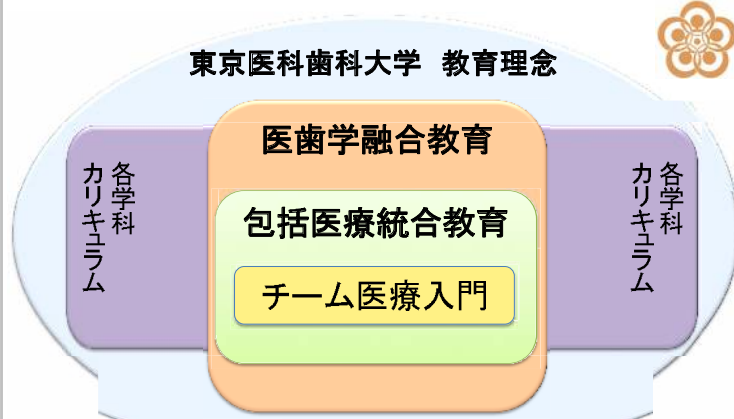 東京医科歯科大学　教育理念
医歯学融合教育
各学科
カリキュラム
包括医療統合教育
チーム医療入門
各学科
カリキュラム